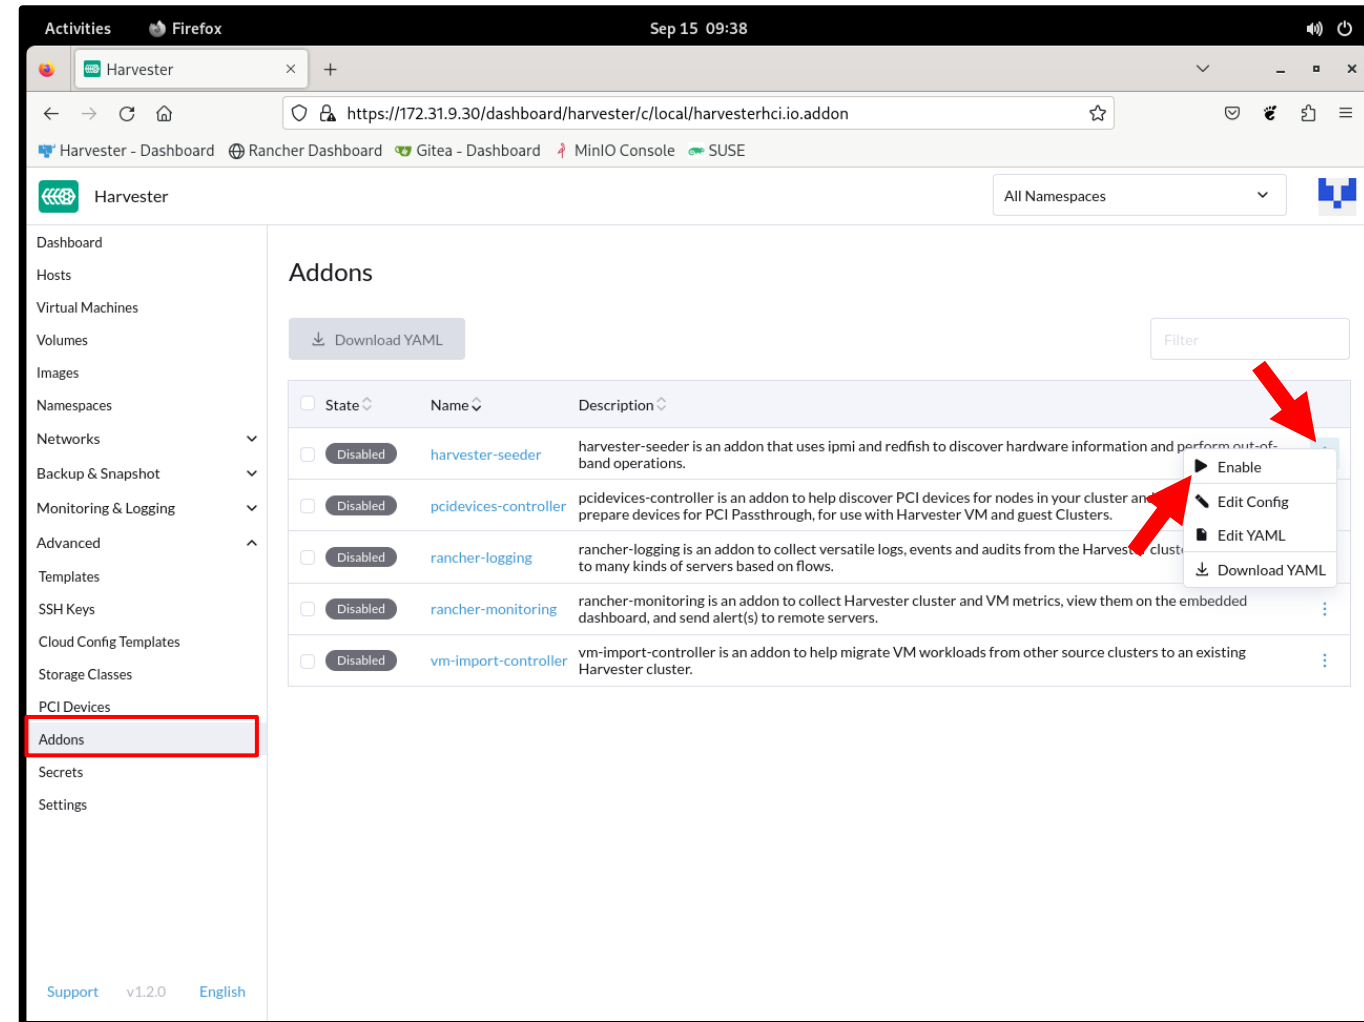 Activities Firefox Sep 15 09:38
Harvester
https://172.31.9.30/dashboard/harvester/c/local/harvesterhci.io.addon
Harvester - Dashboard Rancher Dashboard Gitea - Dashboard MinIO Console SUSE
Harvester All Namespaces
Dashboard
Hosts
Virtual Machines
Volumes
Images
Namespaces
Networks
Backup & Snapshot
Monitoring & Logging
Advanced
Templates
SSH Keys
Cloud Config Templates
Storage Classes
PCI Devices
Addons
Secrets
Settings
Support v1.2.0 English
Addons
Download YAML Filter
State Name Description
Disabled harvester-seeder harvester-seeder is an addon that uses ipmi and redfish to discover hardware information and perform out-of-
band operations.
Disabled pcidevices-controller pcidevices-controller is an addon to help discover PCI devices for nodes in your cluster and
prepare devices for PCI Passthrough, for use with Harvester VM and guest Clusters.
Disabled rancher-logging rancher-logging is an addon to collect versatile logs, events and audits from the Harvester
to many kinds of servers based on flows.
Disabled rancher-monitoring rancher-monitoring is an addon to collect Harvester cluster and VM metrics, view them on the embedded
dashboard, and send alert(s) to remote servers.
Disabled vm-import-controller vm-import-controller is an addon to help migrate VM workloads from other source clusters to an existing
Harvester cluster.
Enable
Edit Config
Edit YAML
Download YAML